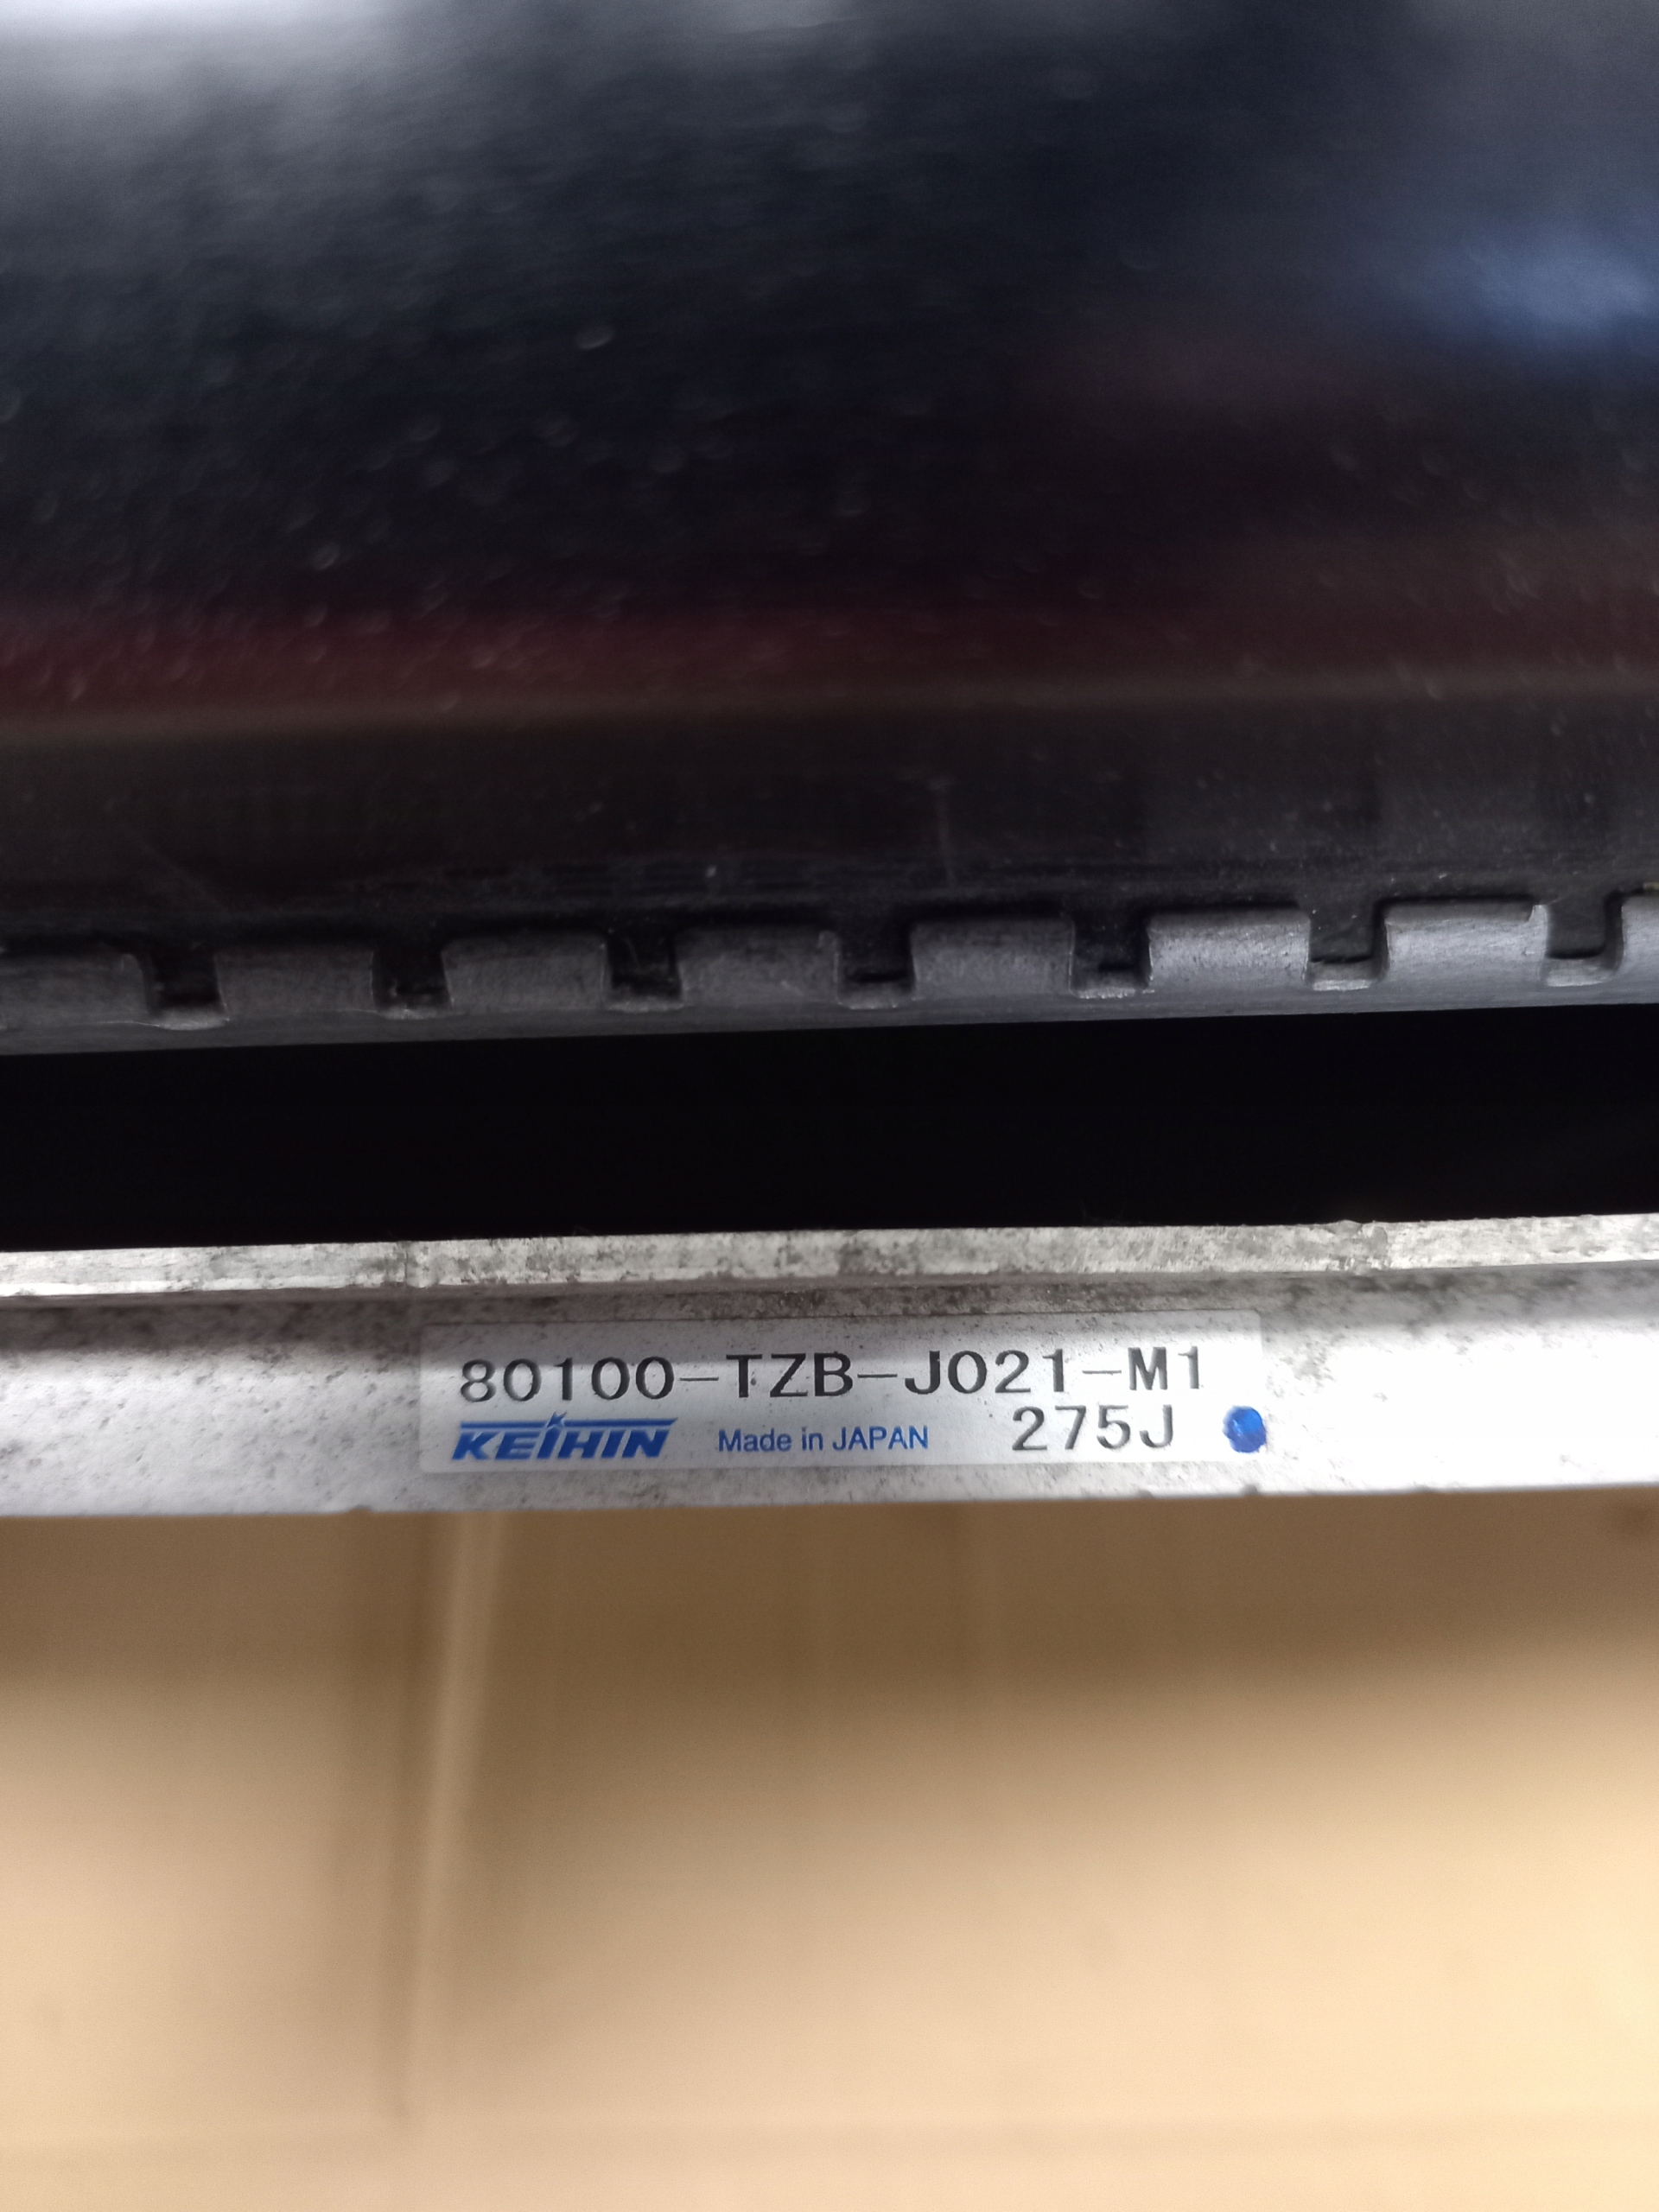 80100-TZB-J021-M1
KEIHIN Made in JAPAN 275J